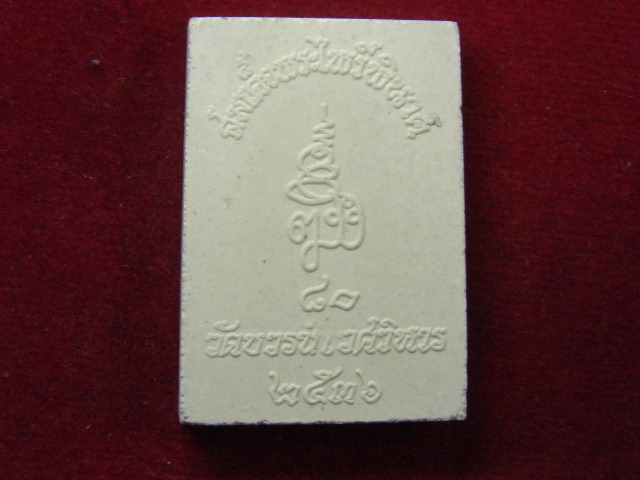 สมเด็จพระไพรีพินาศ
๘๐
วัดบวรนิเวศวิหาร
๒๕๓๖